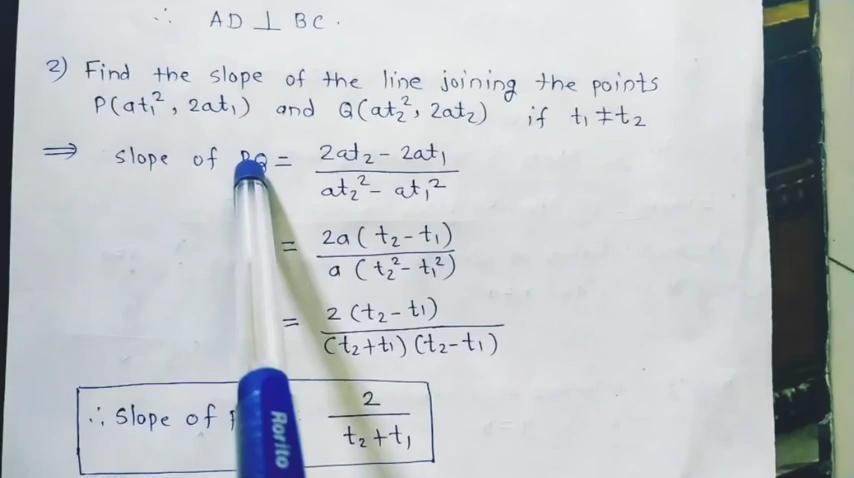 ∴ AD ⊥ BC.
2) Find the slope of the line joining the points
P(at₁², 2at₁) and Q(at₂², 2at₂) if t₁ ≠ t₂
⇒ slope of PQ = 2at₂ - 2at₁ / at₂² - at₁²
= 2a(t₂ - t₁) / a(t₂² - t₁²)
= 2(t₂ - t₁) / (t₂+t₁)(t₂-t₁)
∴ Slope of 2 / t₂+t₁
Rorito